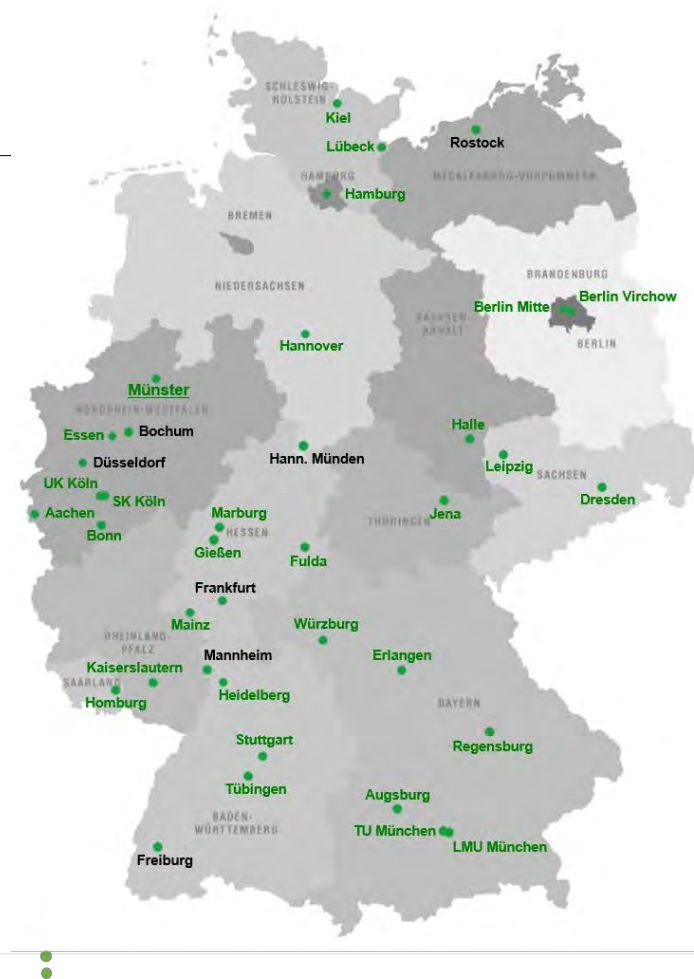 SCHLESWIG-
HOLSTEIN
Kiel
Lübeck
Rostock
HAMBURG
MECKLENBURG-VORPOMMERN
Hamburg
BREMEN
NIEDERSACHSEN
BRANDENBURG
Berlin Virchow
Berlin Mitte
SACHSEN-
ANHALT
BERLIN
Hannover
Münster
NORDRHEIN-WESTFALEN
Essen
Bochum
Halle
Hann. Münden
Düsseldorf
Leipzig
SACHSEN
UK Köln
SK Köln
Dresden
Aachen
Marburg
Jena
THÜRINGEN
Bonn
HESSEN
Gießen
Fulda
Frankfurt
Mainz
Würzburg
RHEINLAND-
PFALZ
Mannheim
Erlangen
Kaiserslautern
SAARLAND
Heidelberg
Homburg
BAYERN
Stuttgart
Regensburg
Tübingen
Augsburg
BADEN-
WÜRTTEMBERG
TU München
LMU München
Freiburg